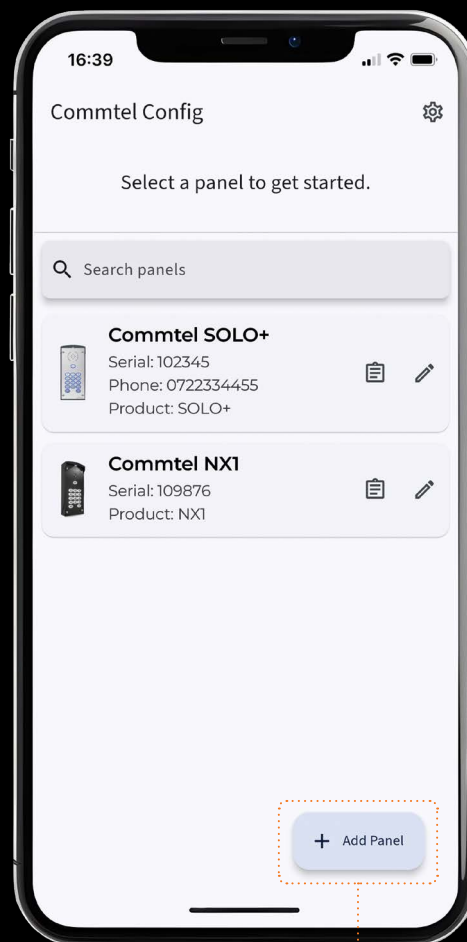 16:39
Commtel Config
Select a panel to get started.
Search panels
Commtel SOLO+
Serial: 102345
Phone: 0722334455
Product: SOLO+
Commtel NX1
Serial: 109876
Product: NX1
+ Add Panel